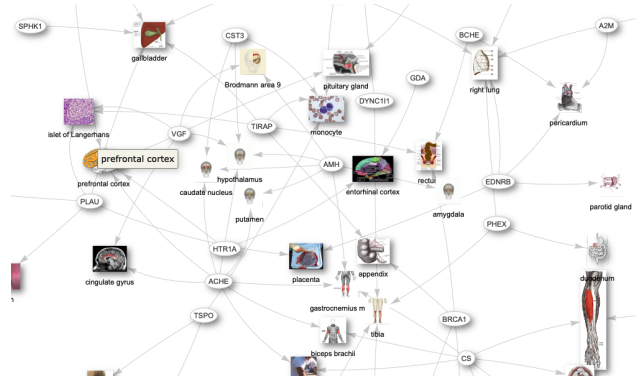 SPHK1
A2M
CST3
BCHE
gallbladder
GDA
Brodmann area 9
pituitary gland
right lung
DYNC1I1
pericardium
islet of Langerhans
TIRAP
monocyte
VGF
prefrontal cortex
AMH
hypothalamus
rectu
prefrontal cortex
caudate nucleus
entorhinal cortex
EDNRB
PLAU
putamen
amygdala
parotid gland
PHEX
HTR1A
cingulate gyrus
placenta
appendix
duodenum
ACHE
gastrocnemius m
TSPO
tibia
BRCA1
biceps brachii
CS